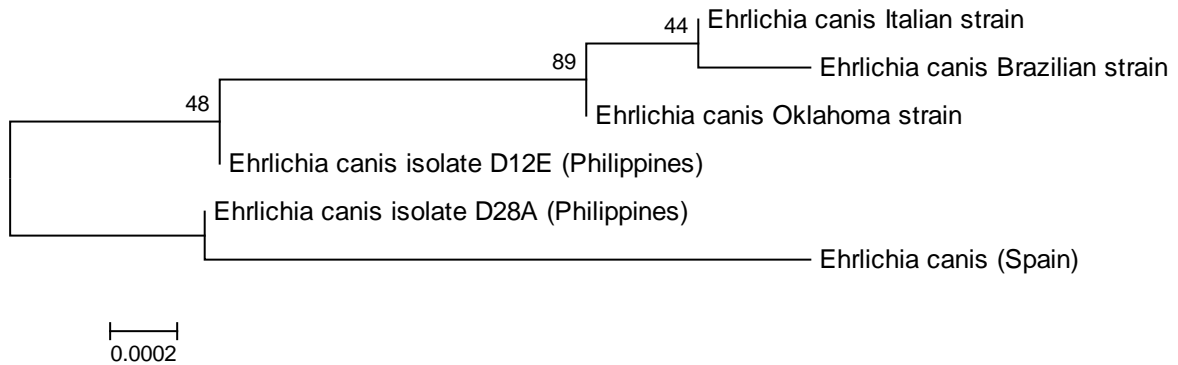 44
Ehrlichia canis Italian strain
Ehrlichia canis Brazilian strain
89
Ehrlichia canis Oklahoma strain
48
Ehrlichia canis isolate D12E (Philippines)
Ehrlichia canis isolate D28A (Philippines)
Ehrlichia canis (Spain)
0.0002